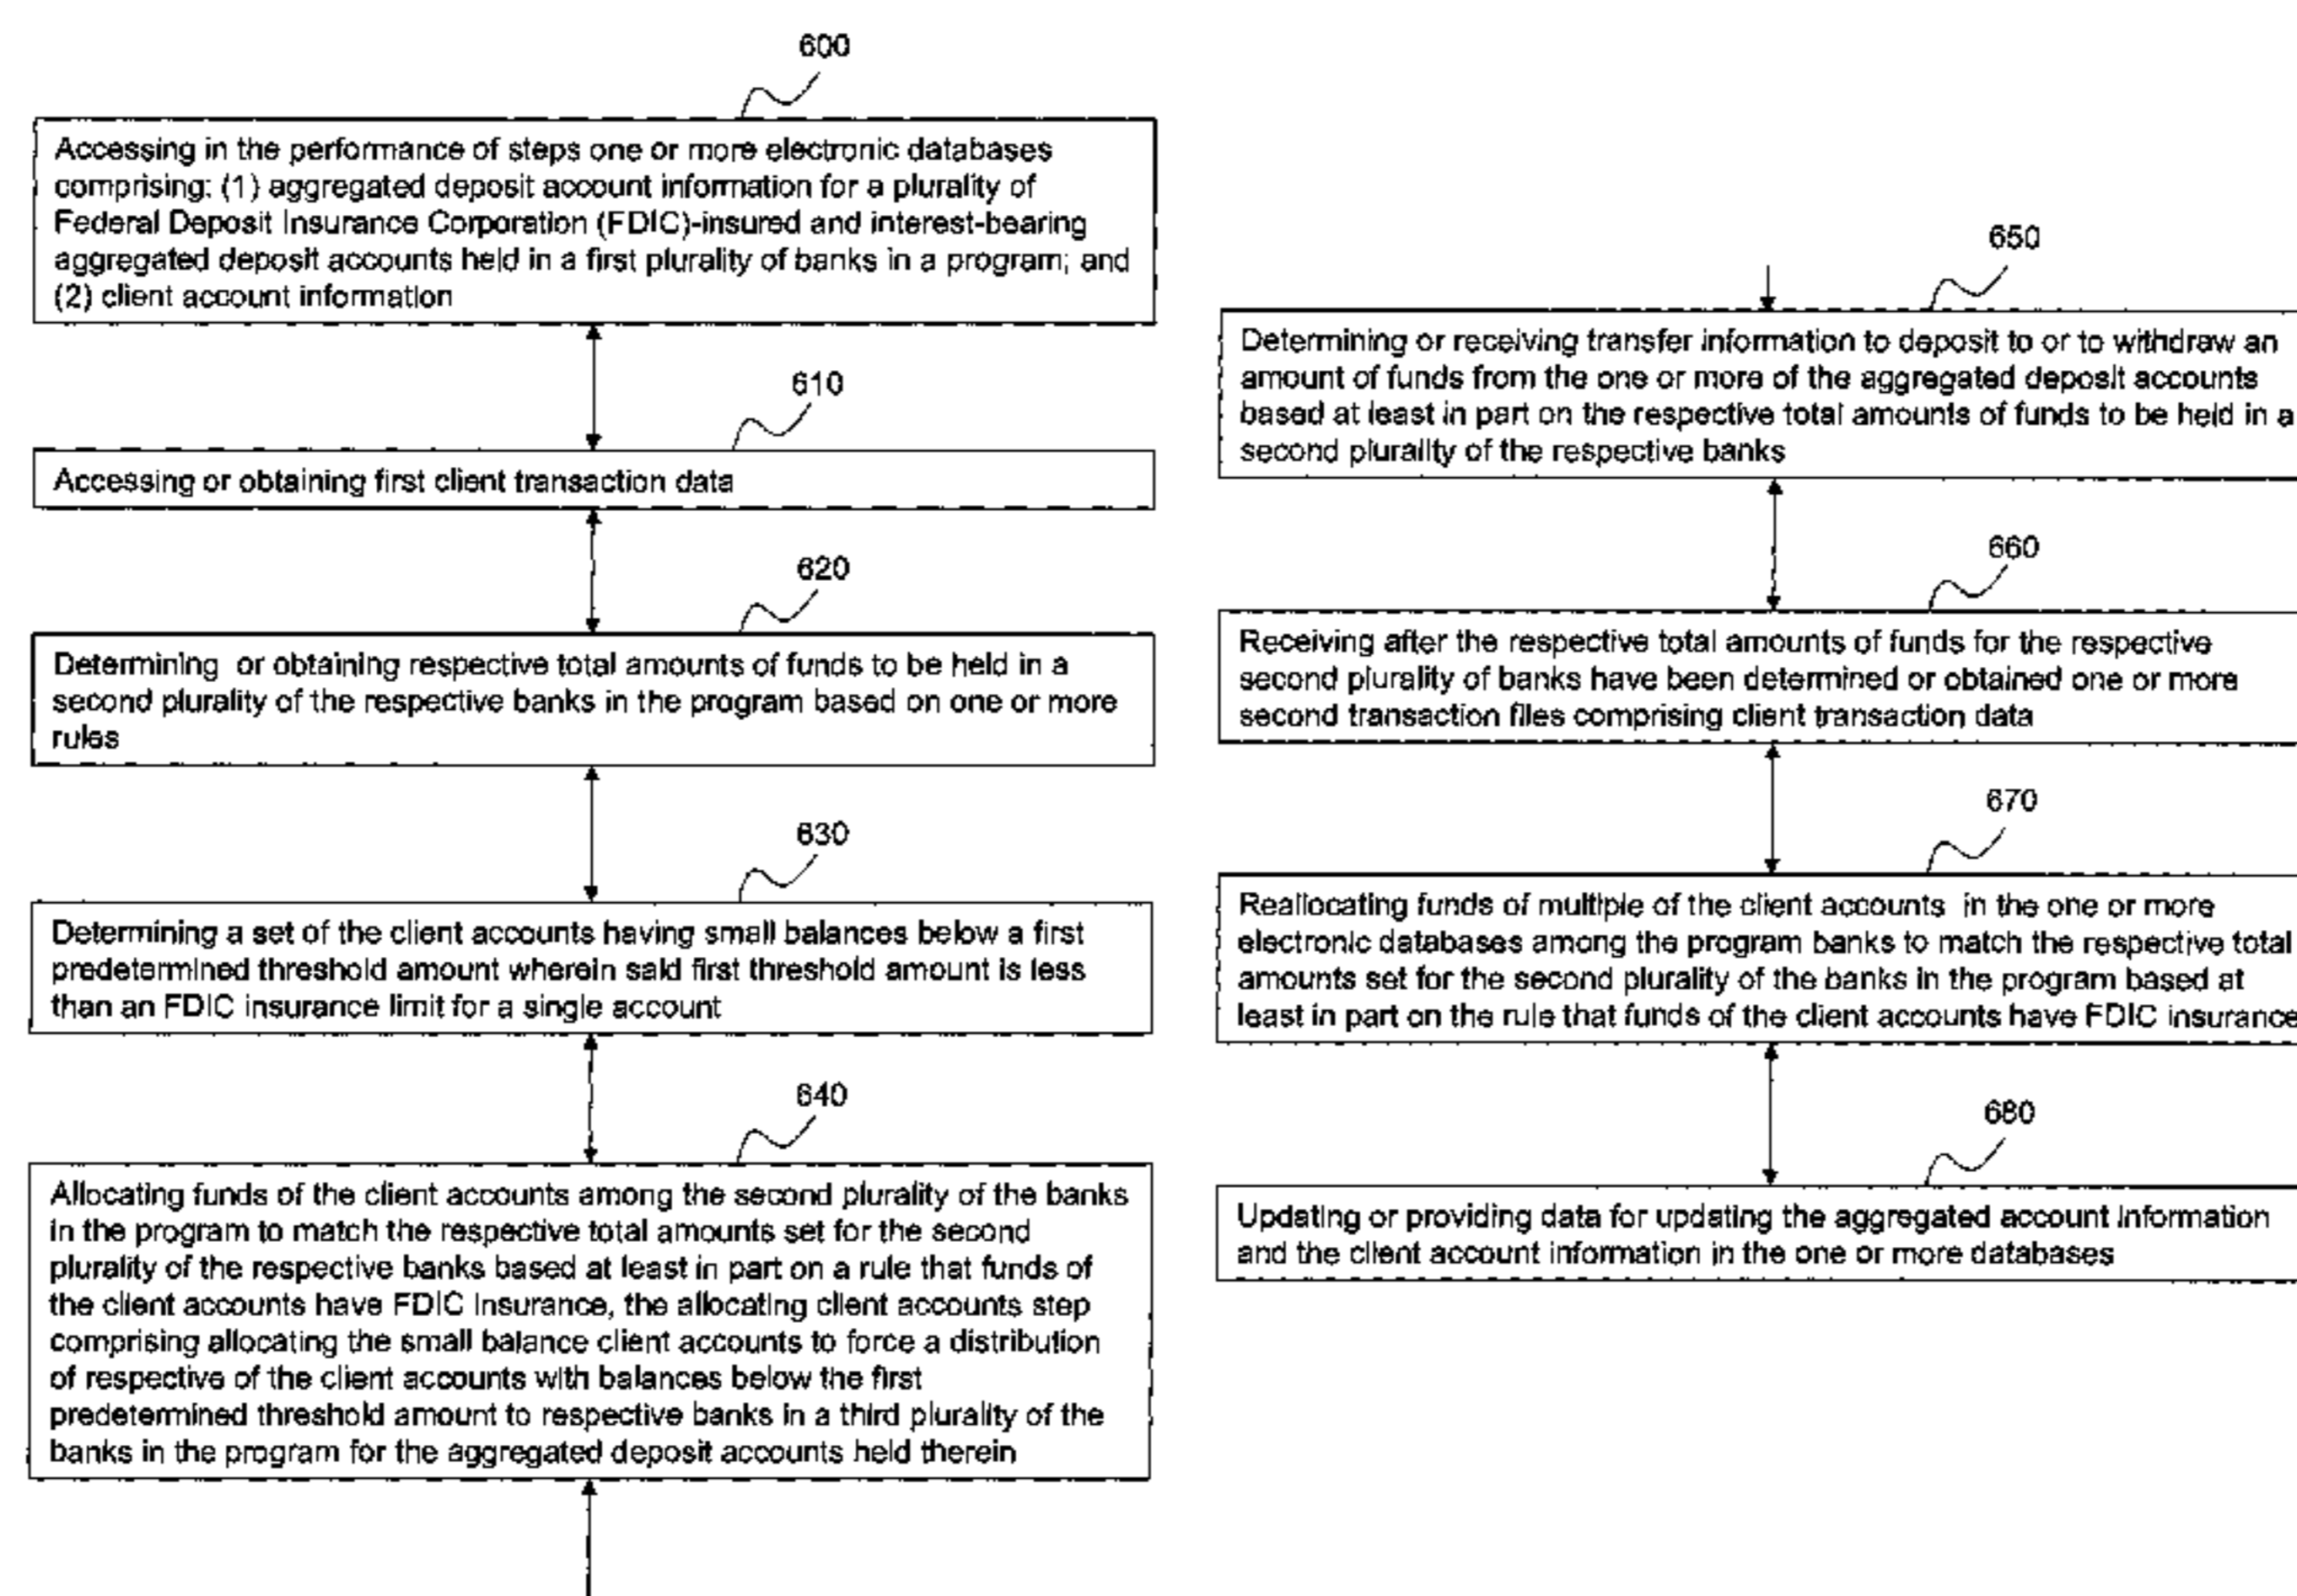 600
Accessing in the performance of steps one or more electronic databases
comprising: (1) aggregated deposit account information for a plurality of
Federal Deposit Insurance Corporation (FDIC)-insured and interest-bearing
aggregated deposit accounts held in a first plurality of banks in a program; and
(2) client account information
610
Accessing or obtaining first client transaction data
620
Determining or obtaining respective total amounts of funds to be held in a
second plurality of the respective banks in the program based on one or more
rules
630
Determining a set of the client accounts having small balances below a first
predetermined threshold amount wherein said first threshold amount is less
than an FDIC insurance limit for a single account
640
Allocating funds of the client accounts among the second plurality of the banks
in the program to match the respective total amounts set for the second
plurality of the respective banks based at least in part on a rule that funds of
the client accounts have FDIC insurance, the allocating client accounts step
comprising allocating the small balance client accounts to force a distribution
of respective of the client accounts with balances below the first
predetermined threshold amount to respective banks in a third plurality of the
banks in the program for the aggregated deposit accounts held therein
650
Determining or receiving transfer information to deposit to or to withdraw an
amount of funds from the one or more of the aggregated deposit accounts
based at least in part on the respective total amounts of funds to be held in a
second plurality of the respective banks
660
Receiving after the respective total amounts of funds for the respective
second plurality of banks have been determined or obtained one or more
second transaction files comprising client transaction data
670
Reallocating funds of multiple of the client accounts in the one or more
electronic databases among the program banks to match the respective total
amounts set for the second plurality of the banks in the program based at
least in part on the rule that funds of the client accounts have FDIC insurance
680
Updating or providing data for updating the aggregated account information
and the client account information in the one or more databases